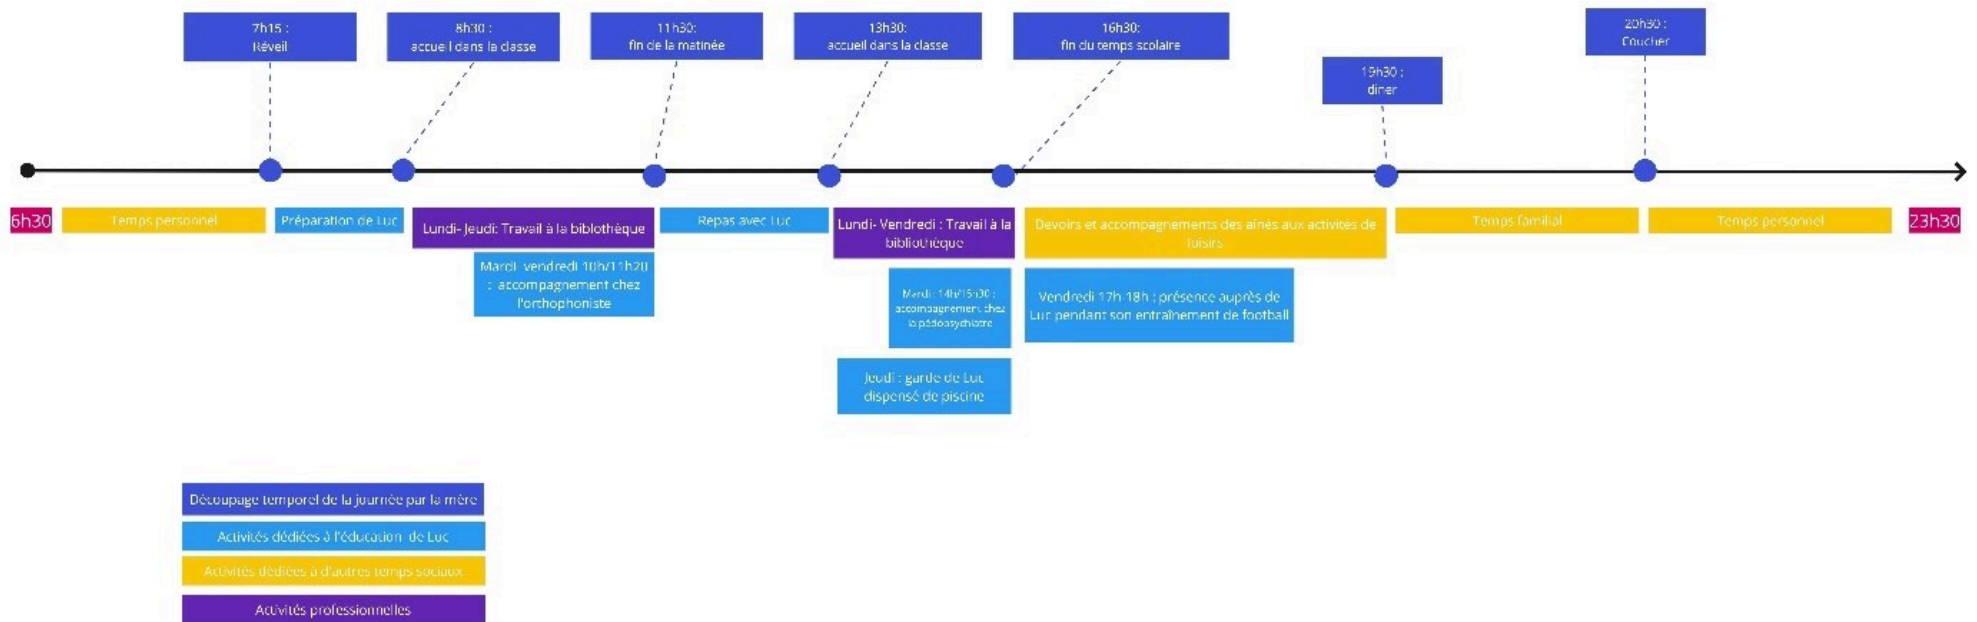 7h15 :
Réveil
8h30 :
accueil dans la classe
11h30:
fin de la matinée
13h30:
accueil dans la classe
16h30:
fin du temps scolaire
19h30 :
diner
20h30 :
Coucher
6h30
Temps personnel
Préparation de Luc
Lundi- Jeudi: Travail à la biblothèque
Repas avec Luc
Lundi- Vendredi : Travail à la
bibliothèque
Devoirs et accompagnements des ainés aux activités de
loisirs
Temps familial
Temps personnel
23h30
Mardi vendredi 10h/11h20
: accompagnement chez
l'orthophoniste
Mardi : 14h/15h30 :
accompagnement chez
la pédopsychiatre
Vendredi 17h-18h : présence auprès de
Luc pendant son entraînement de football
Jeudi : garde de Luc
dispensé de piscine
Découpage temporel de la journée par la mère
Activités dédiées à l'éducation de Luc
Activités dédiées à d'autres temps sociaux
Activités professionnelles